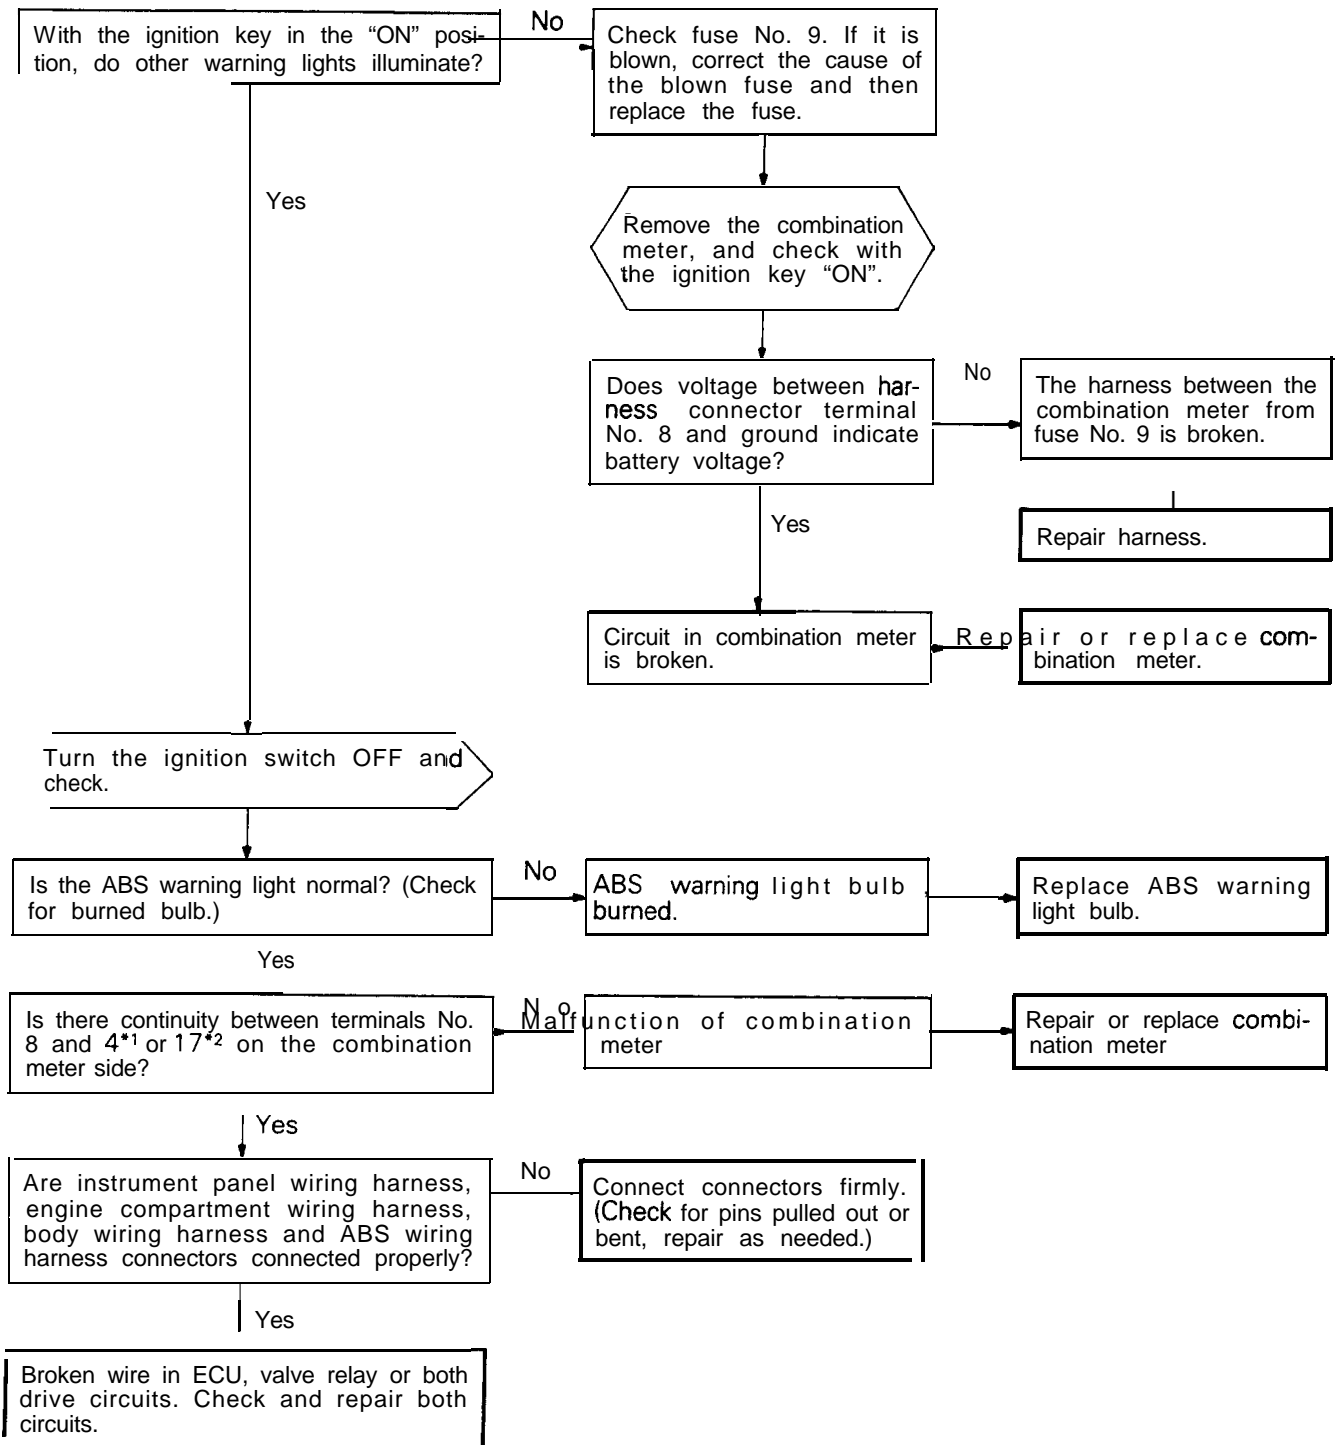 With the ignition key in the “ON” posi-
tion, do other warning lights illuminate?
No
Check fuse No. 9. If it is
blown, correct the cause of
the blown fuse and then
replace the fuse.
Yes
Remove the combination
meter, and check with
the ignition key “ON”.
Does voltage between har-
ness connector terminal
No. 8 and ground indicate
battery voltage?
No
The harness between the
combination meter from
fuse No. 9 is broken.
Yes
Repair harness.
Circuit in combination meter
is broken.
Repair or replace com-
bination meter.
Turn the ignition switch OFF and
check.
Is the ABS warning light normal? (Check
for burned bulb.)
No
ABS warning light bulb
burned.
Replace ABS warning
light bulb.
Yes
Is there continuity between terminals No.
8 and 4*1 or 17*2 on the combination
meter side?
No
Malfunction of combination
meter
Repair or replace combi-
nation meter
Yes
Are instrument panel wiring harness,
engine compartment wiring harness,
body wiring harness and ABS wiring
harness connectors connected properly?
No
Connect connectors firmly.
(Check for pins pulled out or
bent, repair as needed.)
Yes
Broken wire in ECU, valve relay or both
drive circuits. Check and repair both
circuits.